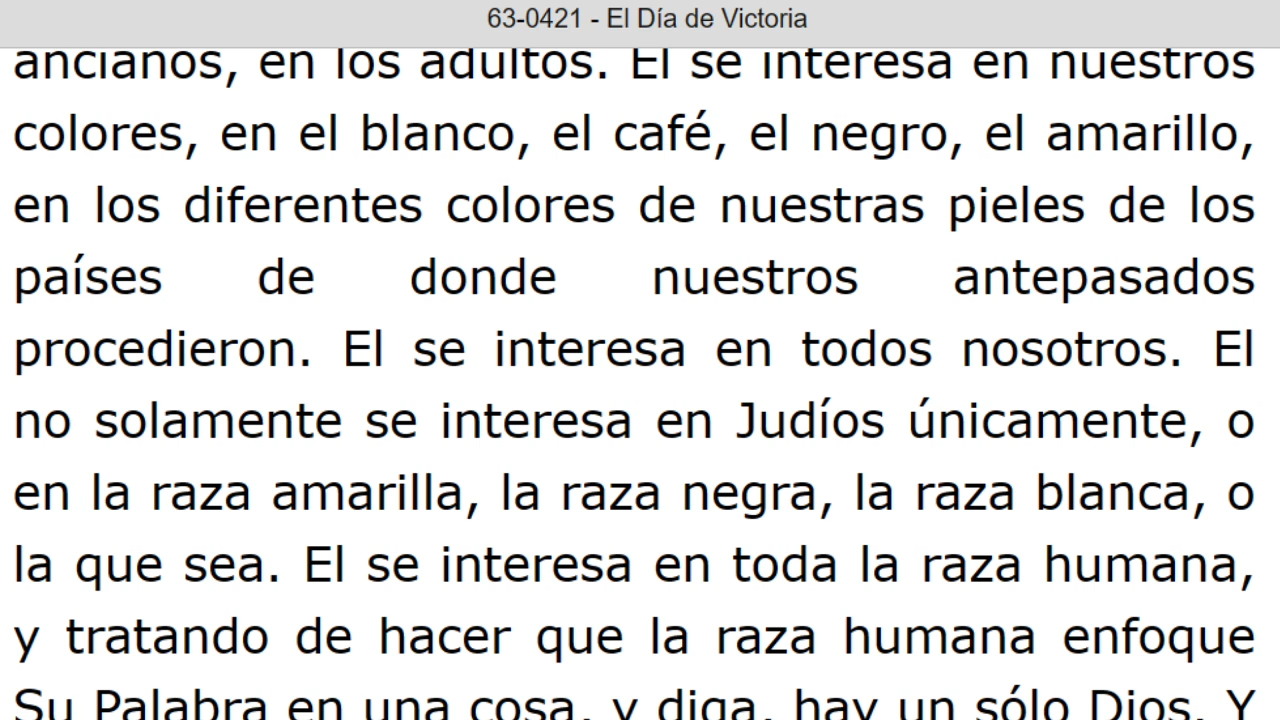 63-0421 - El Día de Victoria
ancianos, en los adultos. El se interesa en nuestros
colores, en el blanco, el café, el negro, el amarillo,
en los diferentes colores de nuestras pieles de los
países de donde nuestros antepasados
procedieron. El se interesa en todos nosotros. El
no solamente se interesa en Judíos únicamente, o
en la raza amarilla, la raza negra, la raza blanca, o
la que sea. El se interesa en toda la raza humana,
y tratando de hacer que la raza humana enfoque
Su Palabra en una cosa, y diga, hay un sólo Dios. Y